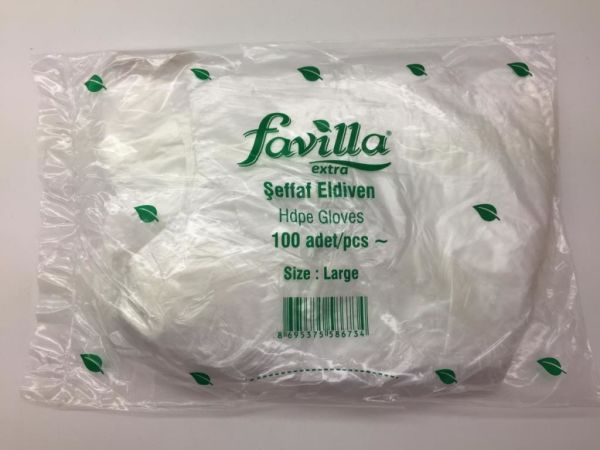 favilla®
extra
Şeffaf Eldiven
Hdpe Gloves
100 adet/pcs ~
Size : Large
8 695375 586734